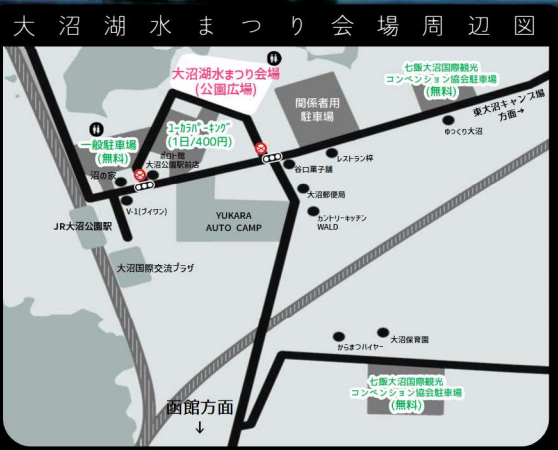 大沼湖水まつり会場周辺図
大沼湖水まつり会場
(公園広場)
関係者用
駐車場
七飯大沼国際観光
コンベンション協会駐車場
(無料)
東大沼キャンプ場
方面→
ゆっくり大沼
一般駐車場
(無料)
ユーカラパーキング
(1日/400円)
ポロト館
大沼公園駅前店
沼の家
V-1(ブイワン)
谷口菓子舗
レストラン梓
大沼郵便局
カントリーキッチン
WALD
YUKARA
AUTO CAMP
JR大沼公園駅
大沼国際交流プラザ
からまつハイヤー
大沼保育園
七飯大沼国際観光
コンベンション協会駐車場
(無料)
函館方面
↓